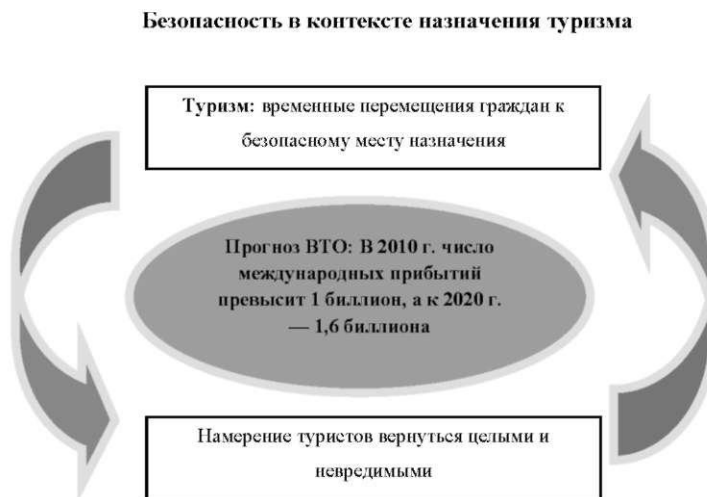 Безопасность в контексте назначения туризма
Туризм: временные перемещения граждан к
безопасному месту назначения
Прогноз ВТО: В 2010 г. число
международных прибытий
превысит 1 биллион, а к 2020 г.
— 1,6 биллиона
Намерение туристов вернуться целыми и
невредимыми